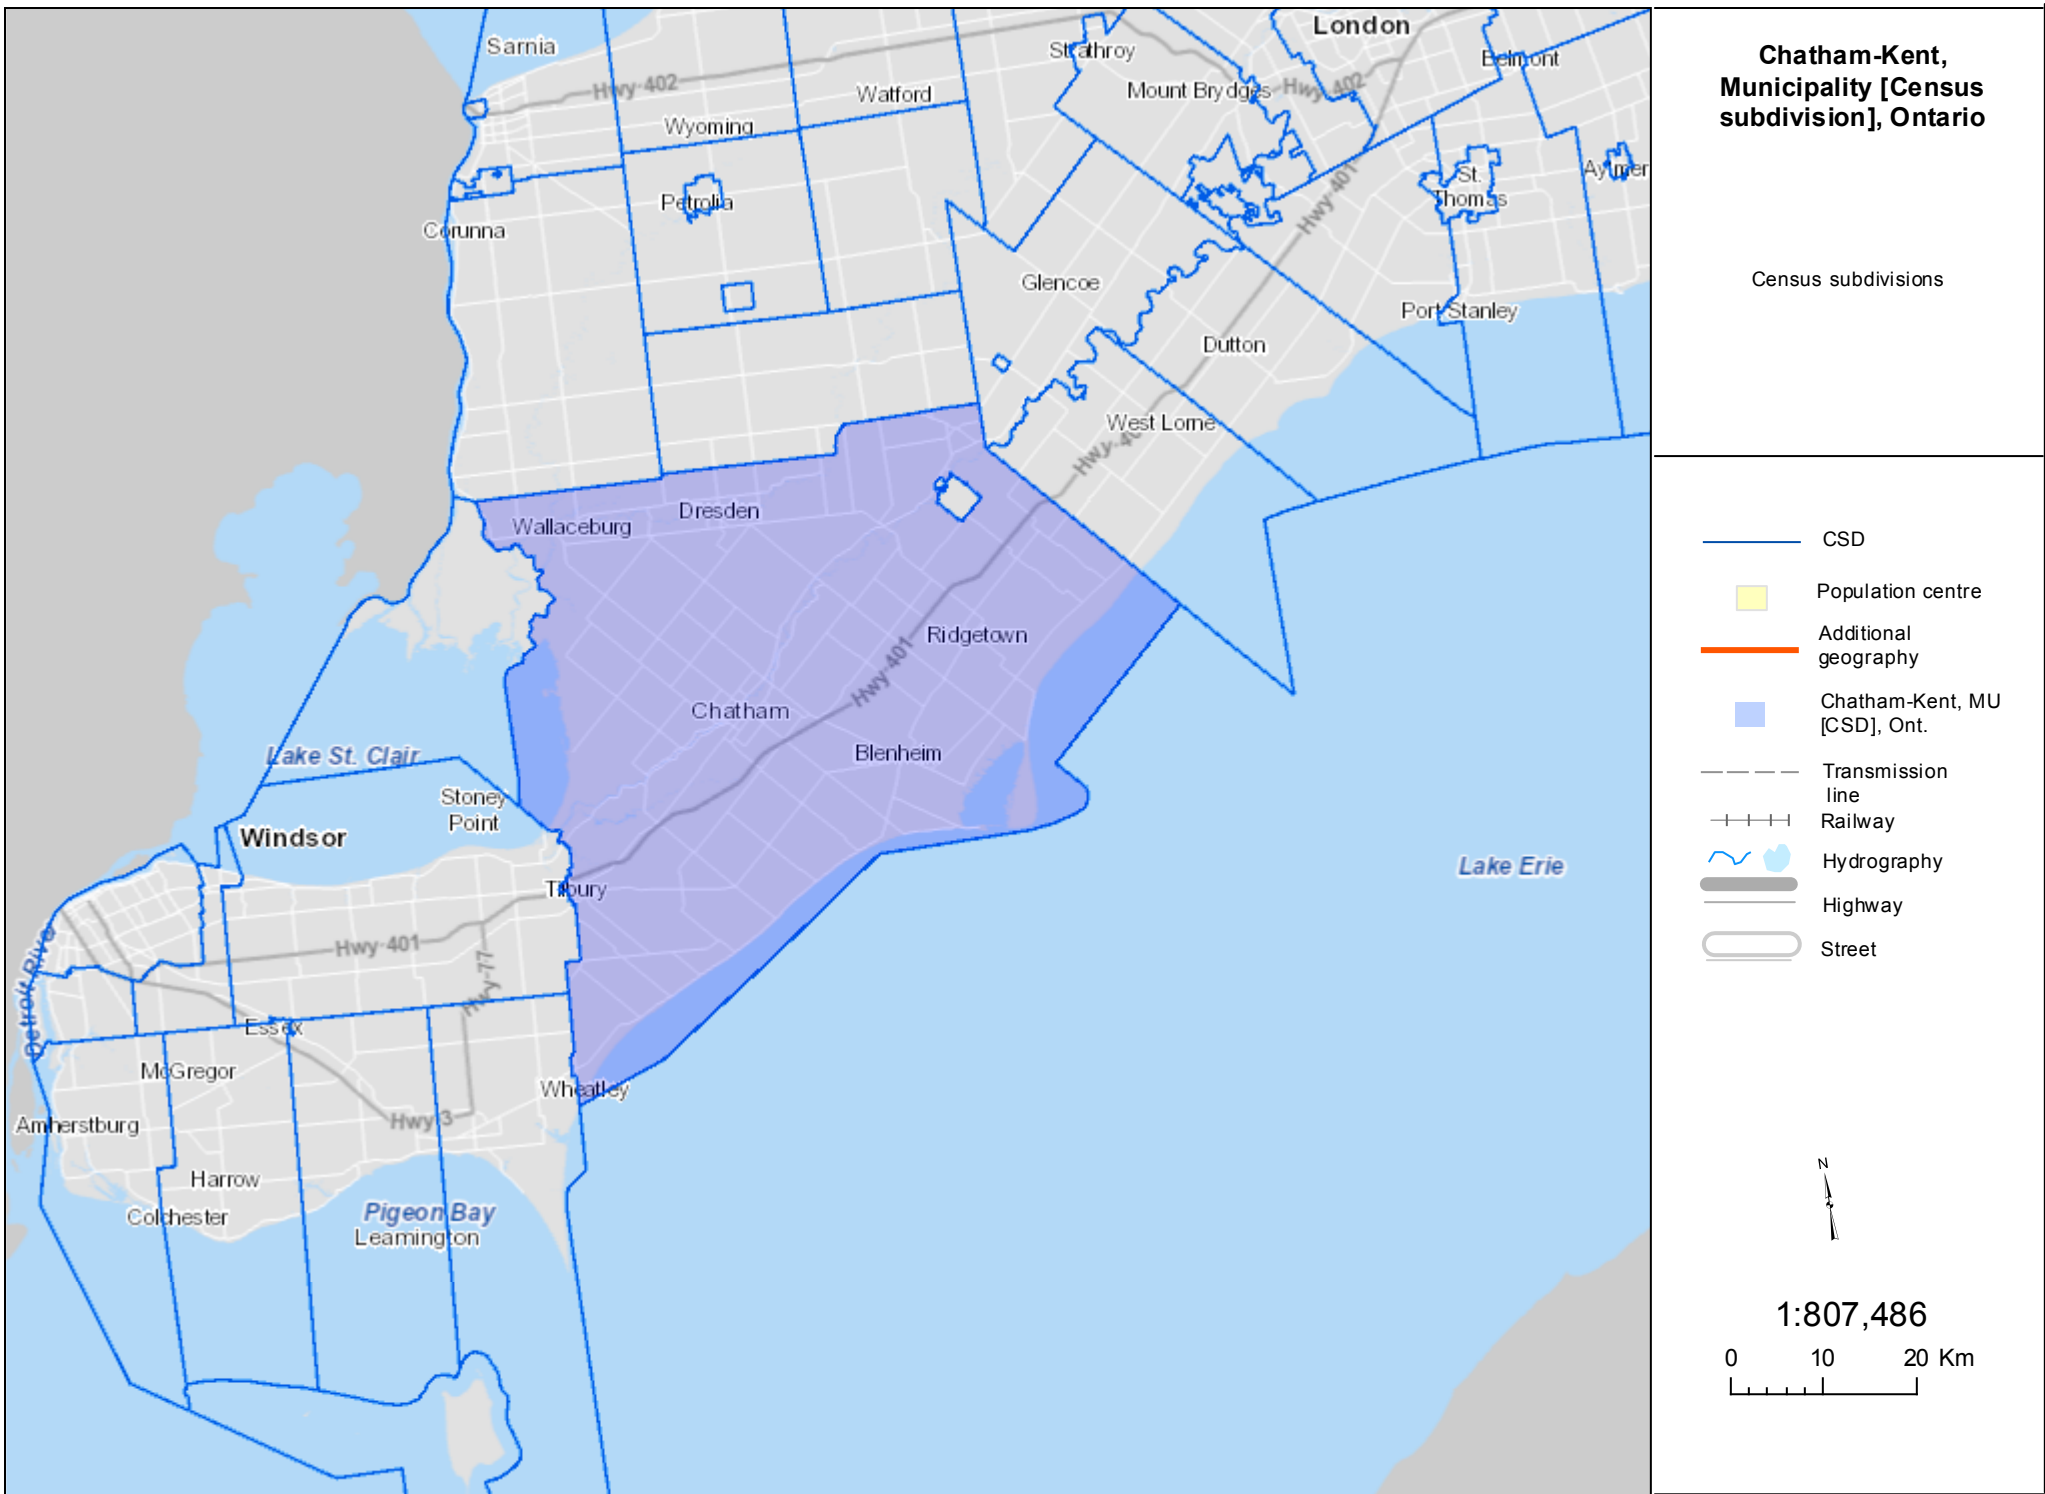 Sarnia
London
Strathroy
Belmont
Hwy-402
Watford
Mount Brydges
Hwy-402
Wyoming
Petrolia
St.
Thomas
Aylmer
Corunna
Hwy-401
Glencoe
Port Stanley
Dutton
West Lorne
Hwy-40
Dresden
Wallaceburg
Ridgetown
Hwy-401
Chatham
Blenheim
Lake St. Clair
Stoney
Point
Windsor
Lake Erie
Tilbury
Hwy-401
Hwy-77
Detroit River
Essex
McGregor
Wheatley
Amherstburg
Hwy 3
Harrow
Colchester
Pigeon Bay
Leamington
Chatham-Kent,
Municipality [Census
subdivision], Ontario
Census subdivisions
CSD
Population centre
Additional
geography
Chatham-Kent, MU
[CSD], Ont.
Transmission
line
Railway
Hydrography
Highway
Street
N
1:807,486
0 10 20 Km